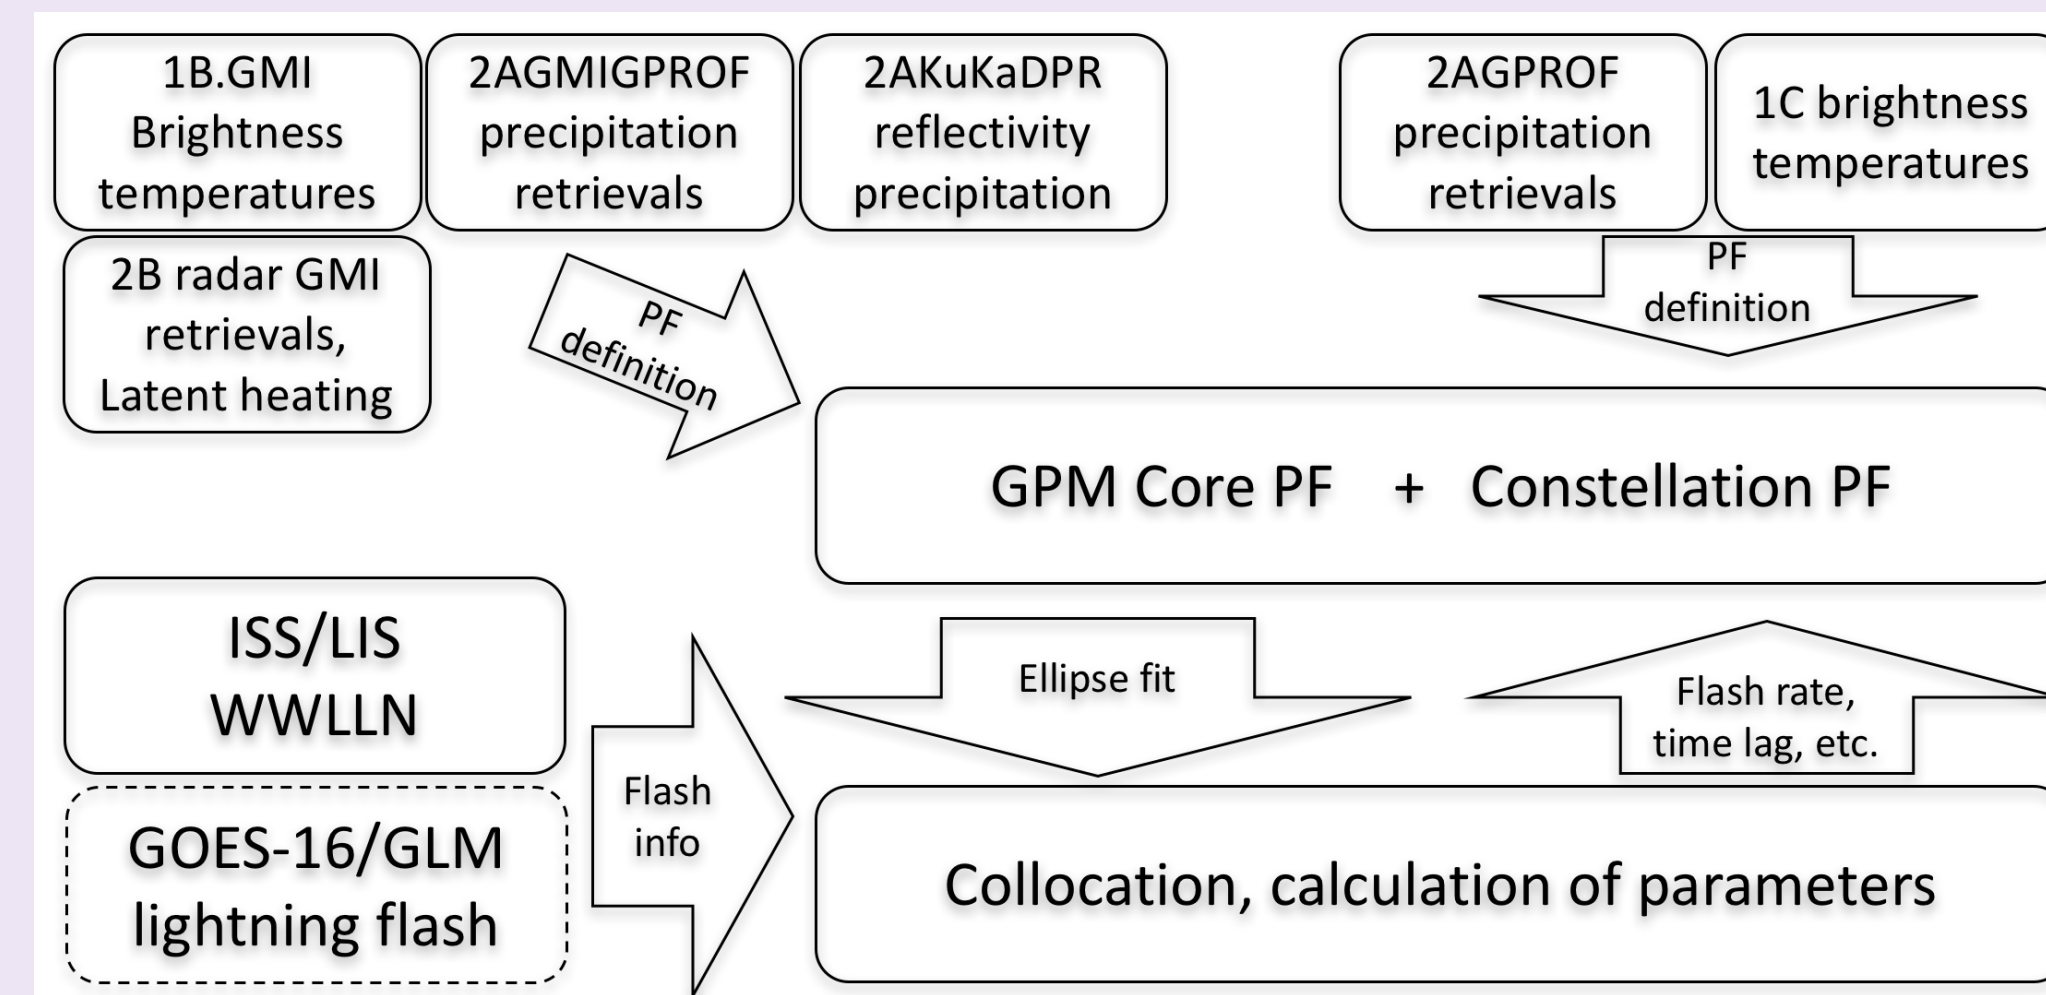 1B.GMI
Brightness
temperatures
2AGMIGPROF
precipitation
retrievals
2AKuKaDPR
reflectivity
precipitation
2AGPROF
precipitation
retrievals
1C brightness
temperatures
2B radar GMI
retrievals,
Latent heating
PF
definition
PF
definition
GPM Core PF + Constellation PF
ISS/LIS
WWLLN
GOES-16/GLM
lightning flash
Flash
info
Ellipse fit
Flash rate,
time lag, etc.
Collocation, calculation of parameters